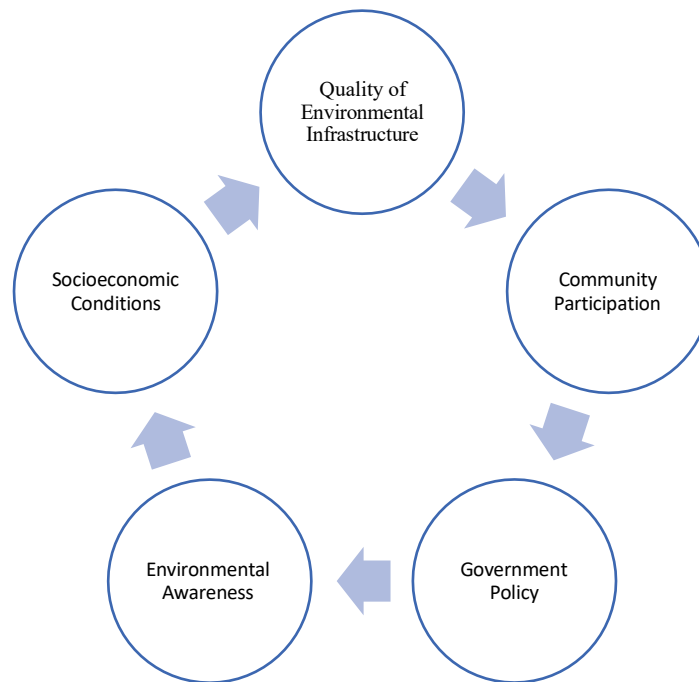 Quality of
Environmental
Infrastructure
Community
Participation
Government
Policy
Environmental
Awareness
Socioeconomic
Conditions